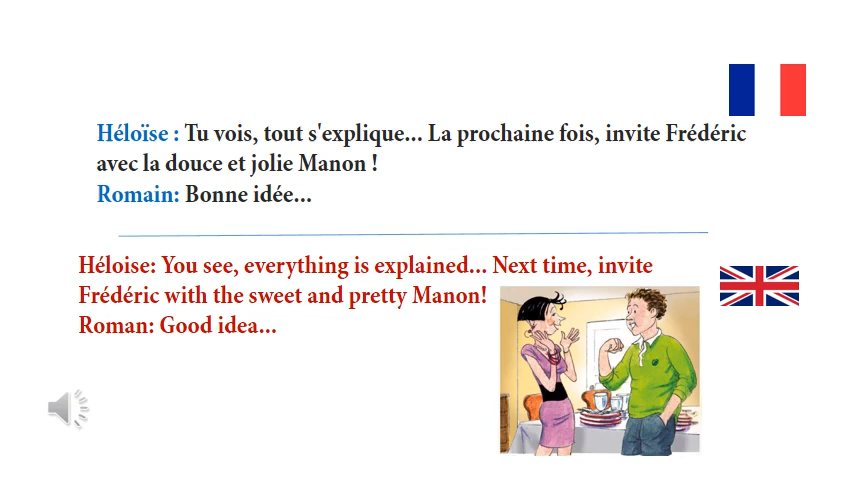 Héloïse : Tu vois, tout s'explique... La prochaine fois, invite Frédéric
avec la douce et jolie Manon !
Romain: Bonne idée...
Héloise: You see, everything is explained... Next time, invite
Frédéric with the sweet and pretty Manon!
Roman: Good idea...